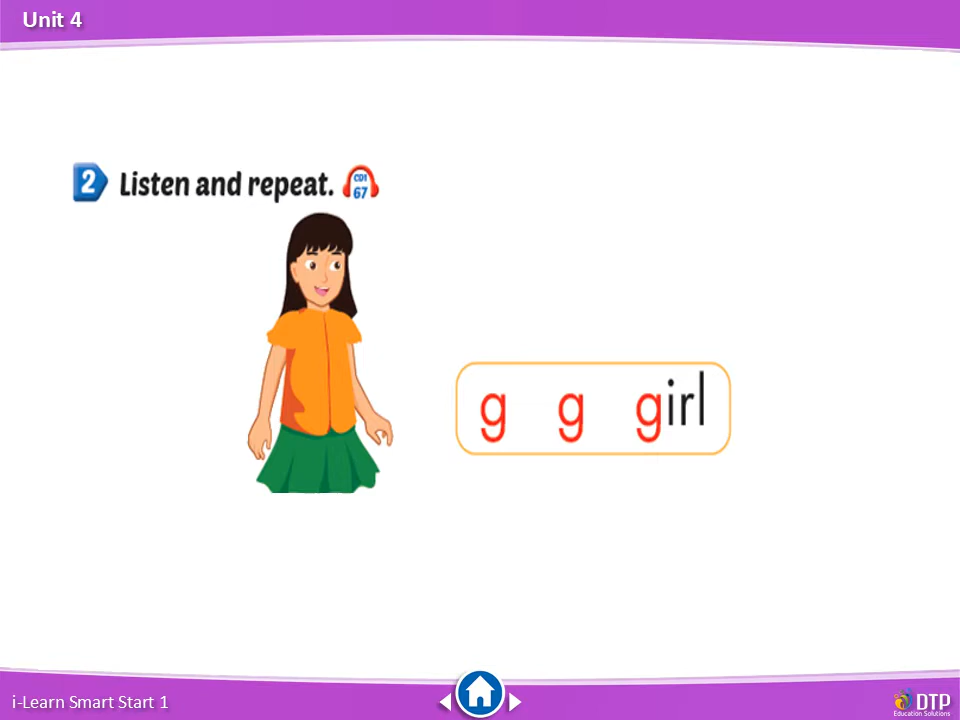 Unit 4
2 Listen and repeat. CD1 67
g g girl
i-Learn Smart Start 1
DTP
Education Solutions